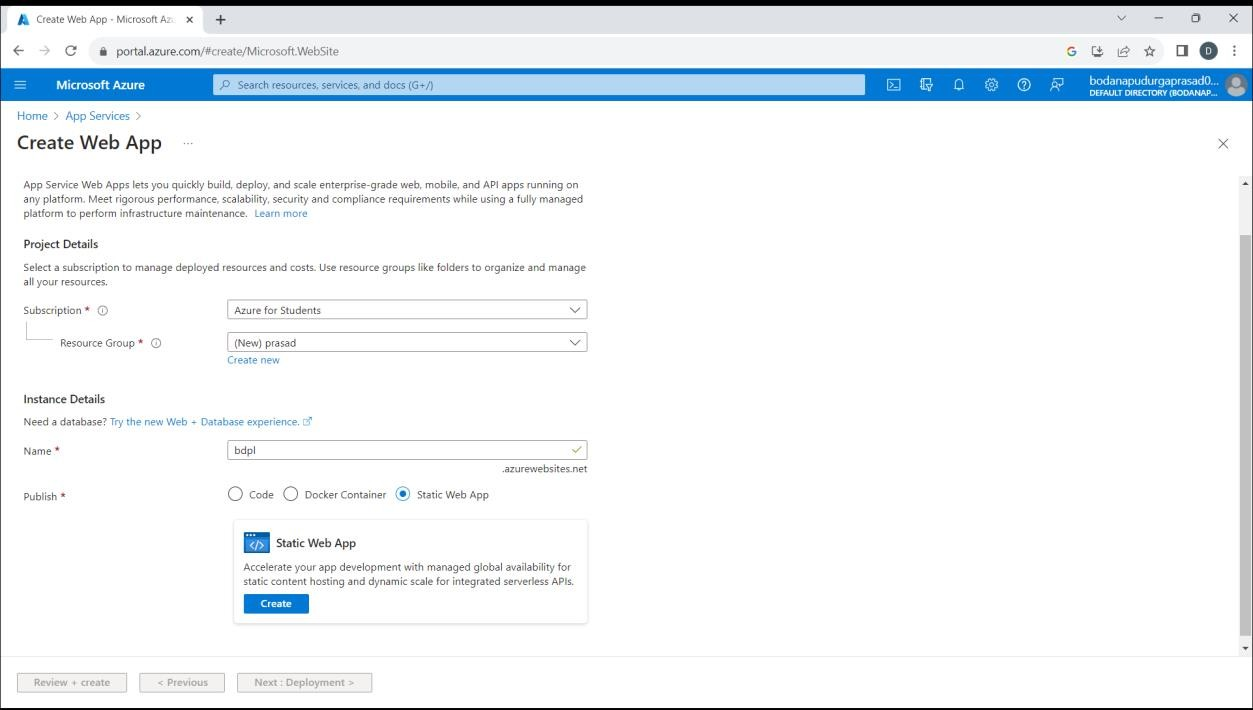 Create Web App - Microsoft Azu
portal.azure.com/#create/Microsoft.WebSite
G
D
Microsoft Azure
Search resources, services, and docs (G+/)
bodanapudurgaprasad0...
DEFAULT DIRECTORY (BODANAP...
Home > App Services >
Create Web App ...
App Service Web Apps lets you quickly build, deploy, and scale enterprise-grade web, mobile, and API apps running on
any platform. Meet rigorous performance, scalability, security and compliance requirements while using a fully managed
platform to perform infrastructure maintenance. Learn more
Project Details
Select a subscription to manage deployed resources and costs. Use resource groups like folders to organize and manage
all your resources.
Subscription * Azure for Students
Resource Group * (New) prasad
Create new
Instance Details
Need a database? Try the new Web + Database experience.
Name * bdpl
.azurewebsites.net
Publish * Code Docker Container Static Web App
Static Web App
Accelerate your app development with managed global availability for
static content hosting and dynamic scale for integrated serverless APIs.
Create
Review + create < Previous Next : Deployment >